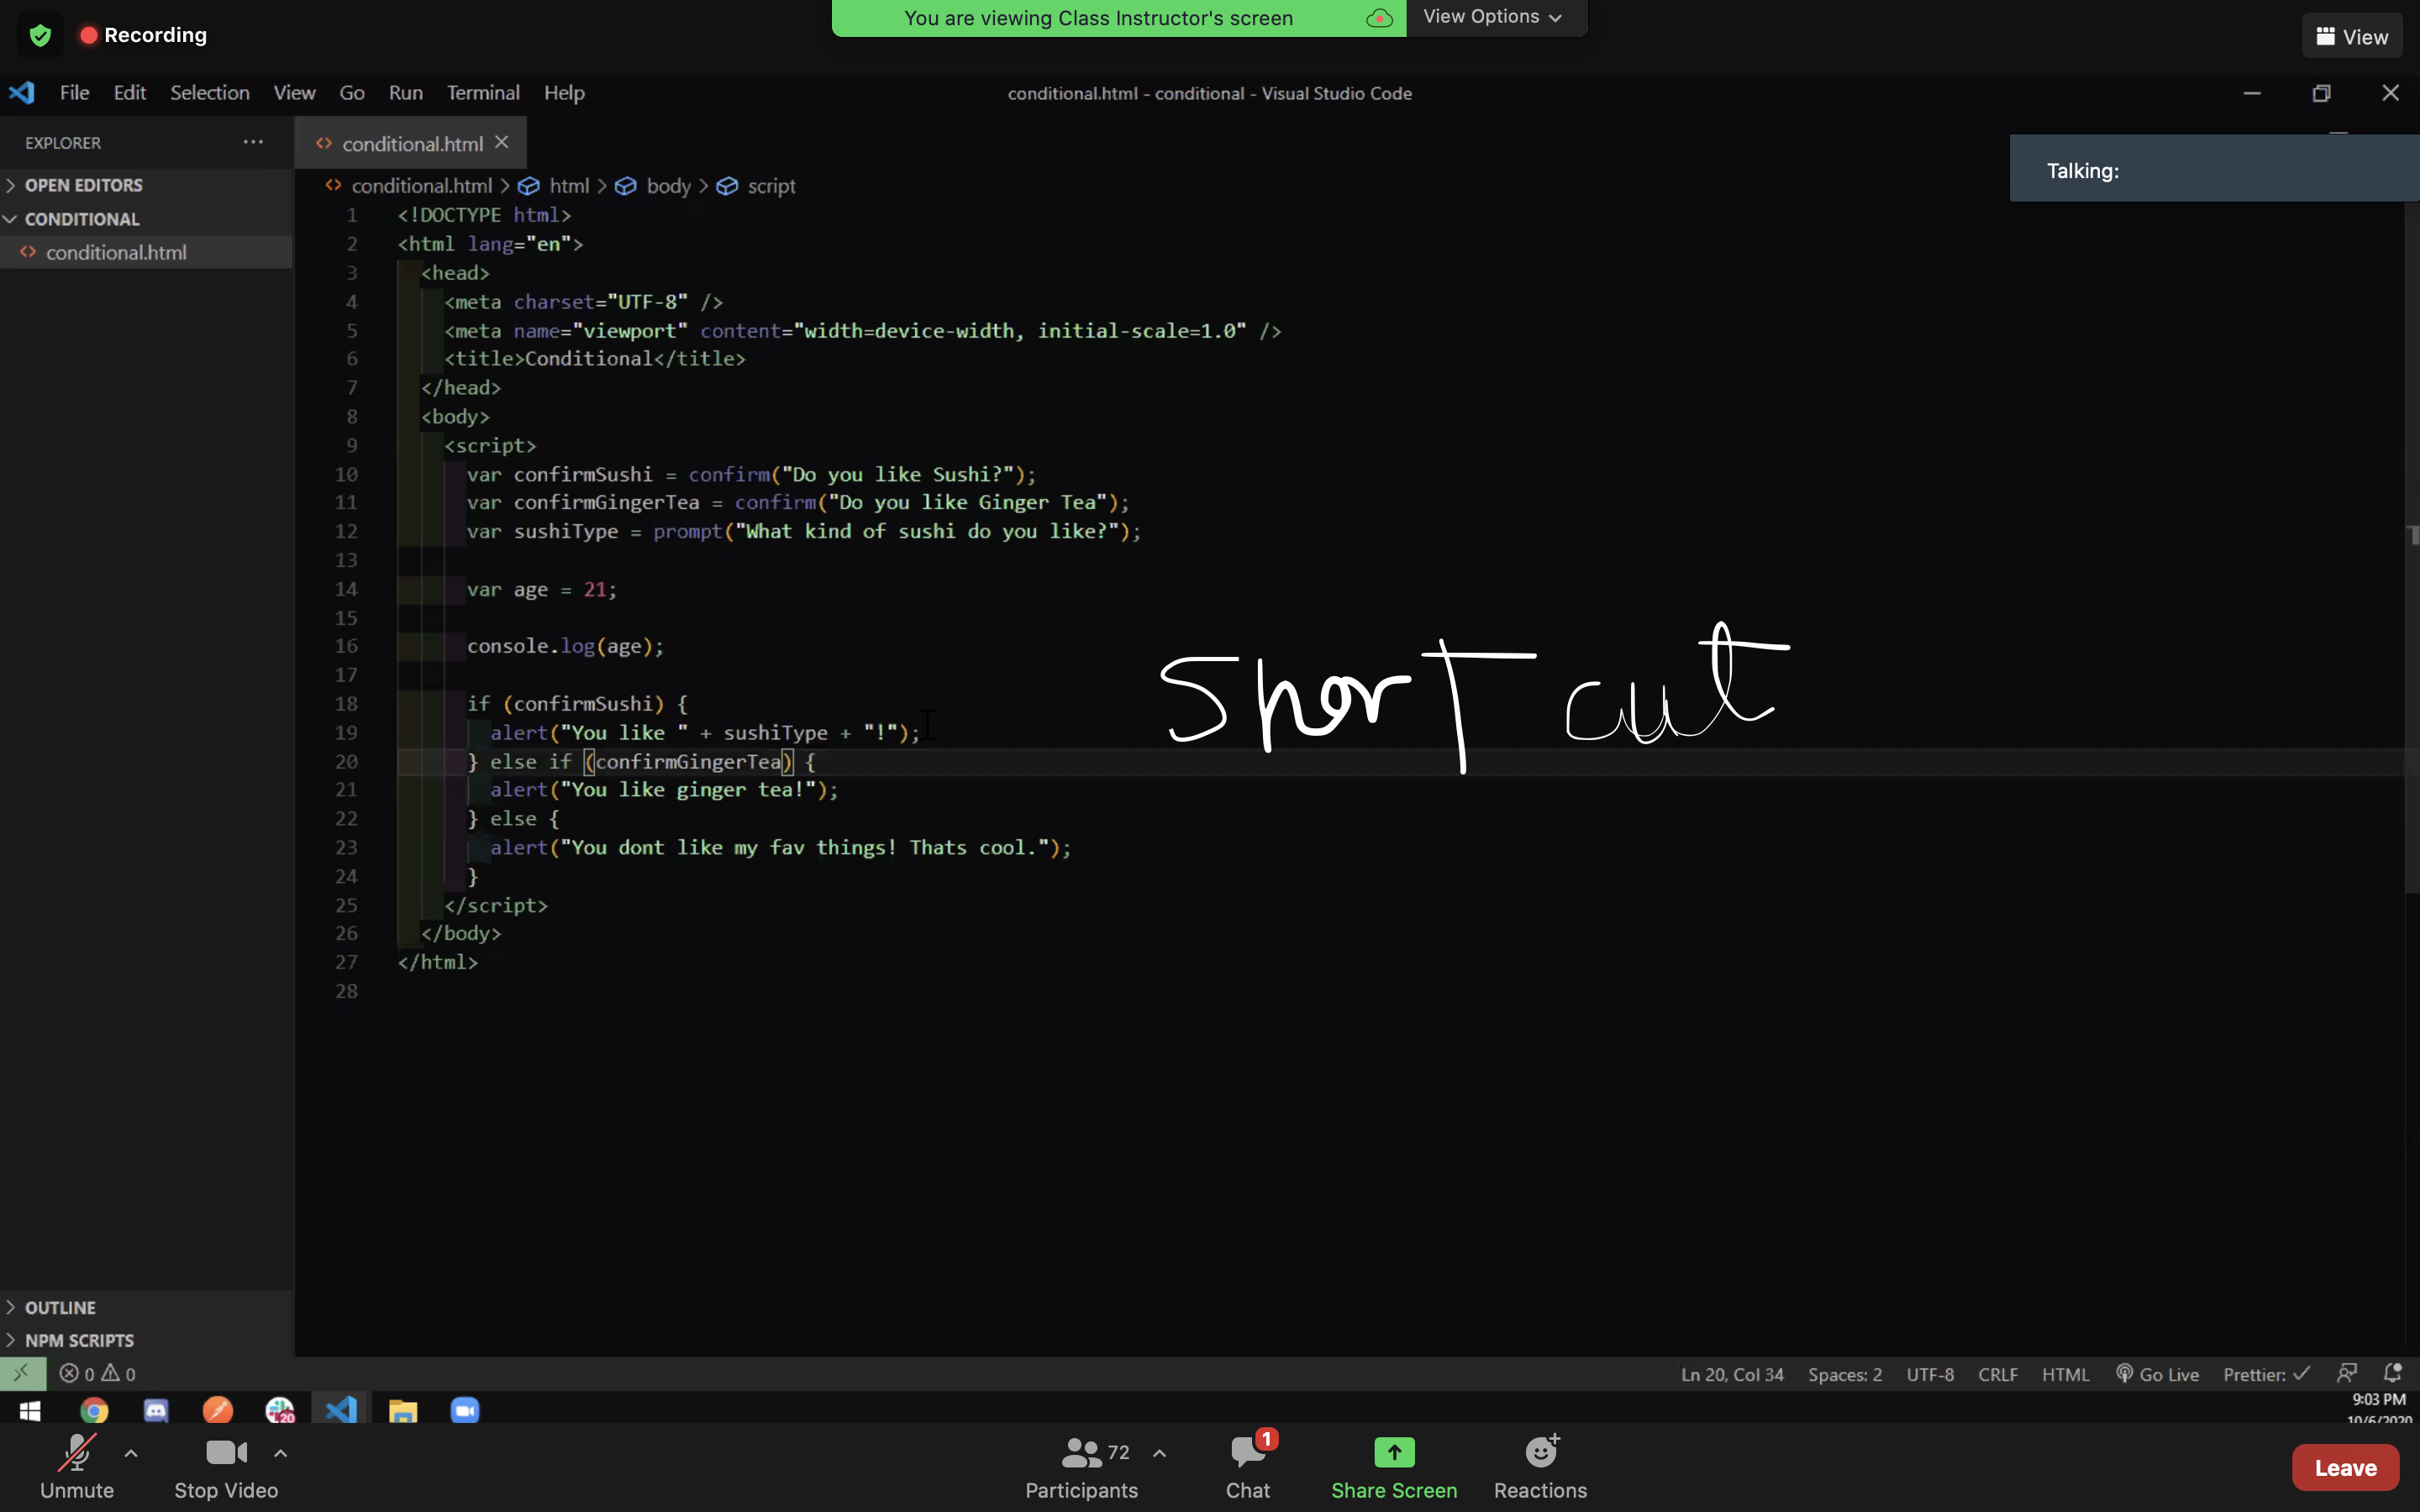 You are viewing Class Instructor's screen
View Options
Recording
View
File Edit Selection View Go Run Terminal Help
conditional.html - conditional - Visual Studio Code
EXPLORER
conditional.html
Talking:
OPEN EDITORS
conditional.html > html > body > script
CONDITIONAL
conditional.html
1 <!DOCTYPE html>
2 <html lang="en">
3 <head>
4 <meta charset="UTF-8" />
5 <meta name="viewport" content="width=device-width, initial-scale=1.0" />
6 <title>Conditional</title>
7 </head>
8 <body>
9 <script>
10 var confirmSushi = confirm("Do you like Sushi?");
11 var confirmGingerTea = confirm("Do you like Ginger Tea");
12 var sushiType = prompt("What kind of sushi do you like?");
13
14 var age = 21;
15
16 console.log(age);
17
18 if (confirmSushi) {
19 alert("You like " + sushiType + "!");
20 } else if (confirmGingerTea) {
21 alert("You like ginger tea!");
22 } else {
23 alert("You dont like my fav things! Thats cool.");
24 }
25 </script>
26 </body>
27 </html>
28
ShorT cut
OUTLINE
NPM SCRIPTS
0 0
Ln 20, Col 34 Spaces: 2 UTF-8 CRLF HTML Go Live Prettier: ✓
20
9:03 PM
10/6/2020
Unmute
Stop Video
72
Participants
1
Chat
Share Screen
Reactions
Leave